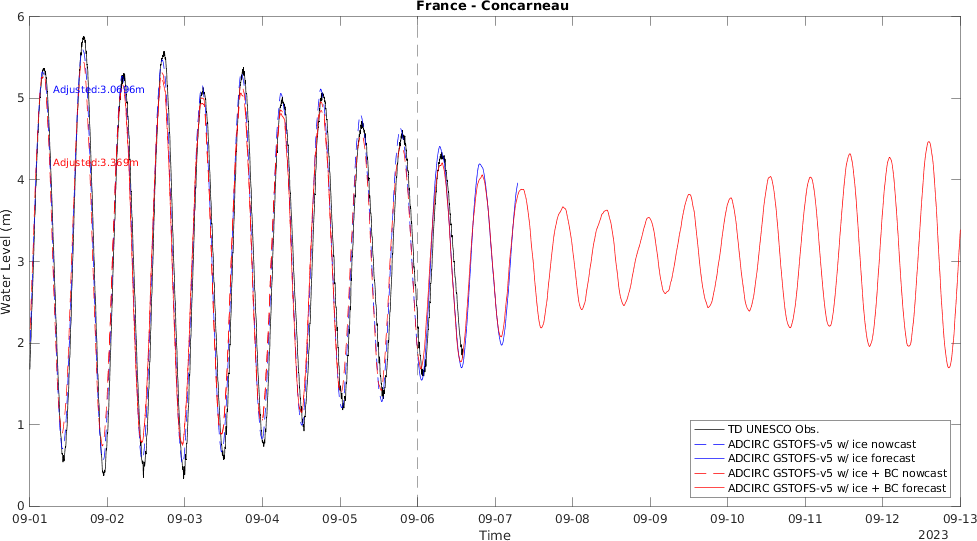 France - Concarneau
6
5
4
3
2
1
0
Water Level (m)
Adjusted:3.0696m
Adjusted:3.369m
TD UNESCO Obs.
ADCIRC GSTOFS-v5 w/ ice nowcast
ADCIRC GSTOFS-v5 w/ ice forecast
ADCIRC GSTOFS-v5 w/ ice + BC nowcast
ADCIRC GSTOFS-v5 w/ ice + BC forecast
09-01 09-02 09-03 09-04 09-05 09-06 09-07 09-08 09-09 09-10 09-11 09-12 09-13
Time
2023